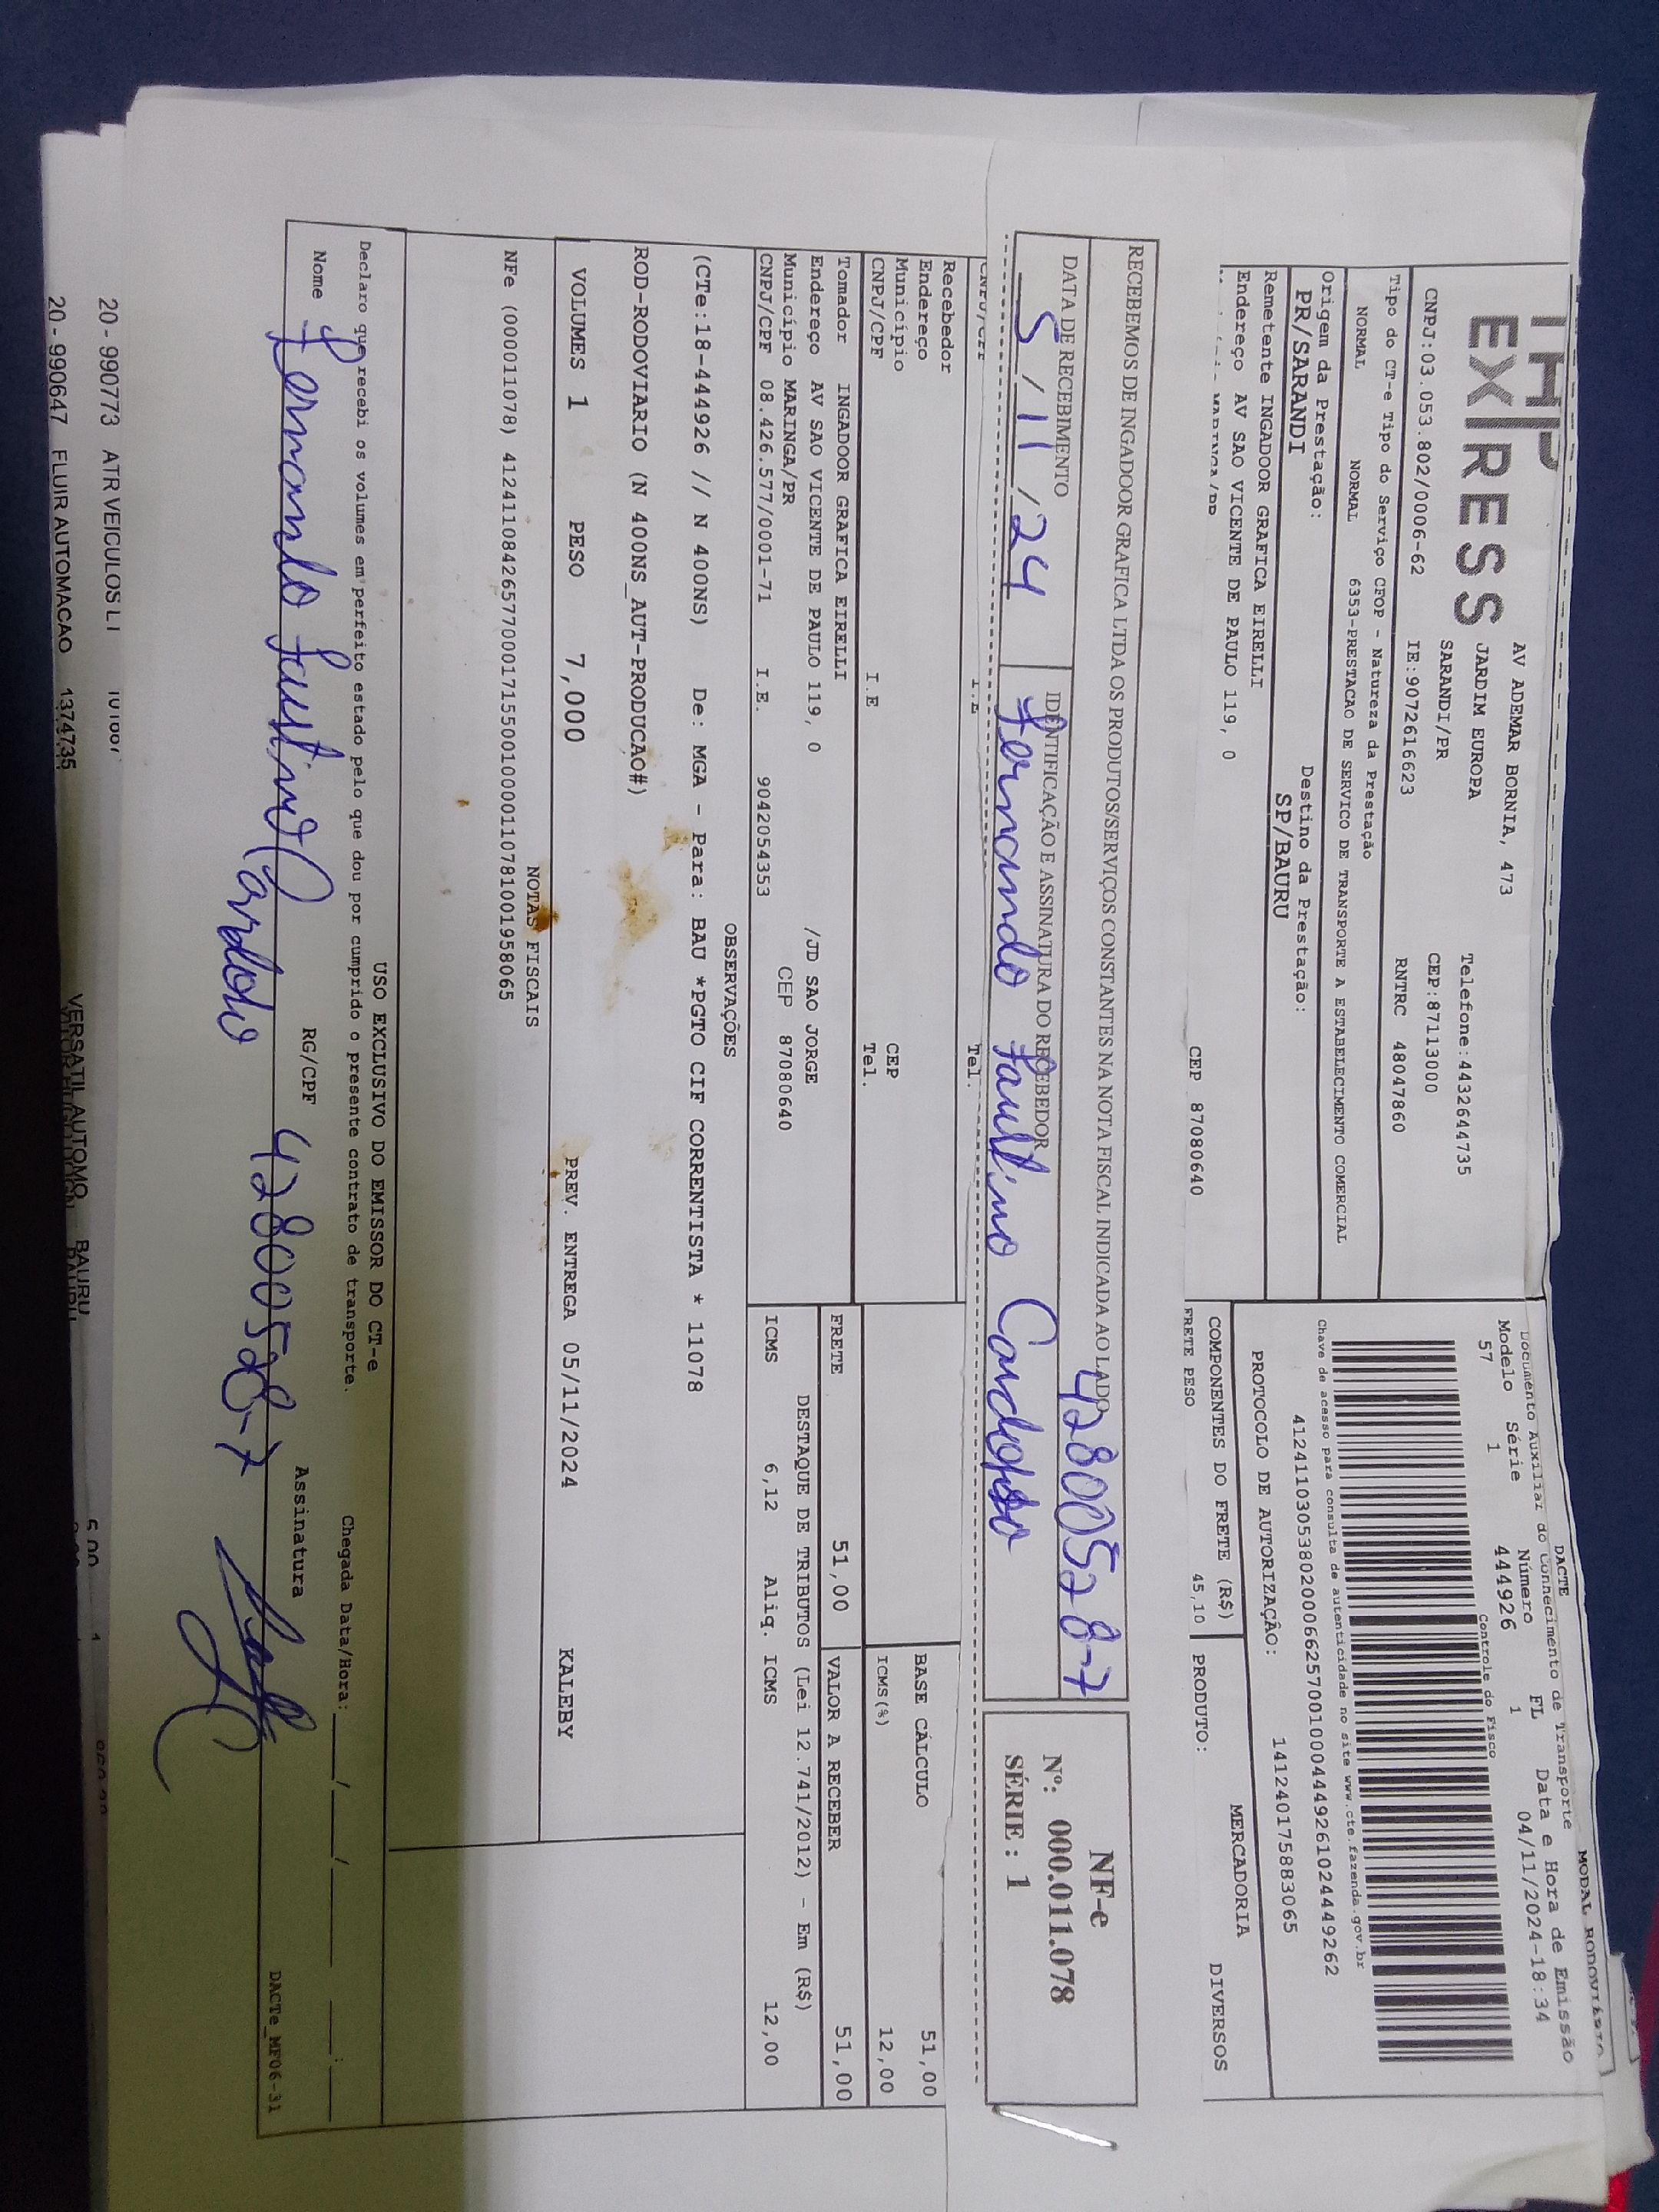 MODAL RODOVIÁRIO
EXPRESS
AV ADEMAR BORNIA, 473
JARDIM EUROPA
SARANDI/PR
Telefone:4432644735
CEP:87113000
CNPJ:03.053.802/0006-62
IE:9072616623
RNTRC 48047860
DACTE
Documento Auxiliar do Conhecimento de Transporte
Modelo Série Número FL Data e Hora de Emissão
57 1 444926 1 04/11/2024-18:34
Controle do Fisco
Tipo do CT-e Tipo do Serviço CFOP - Natureza da Prestação
NORMAL NORMAL 6353-PRESTACAO DE SERVICO DE TRANSPORTE A ESTABELECIMENTO COMERCIAL
Chave de acesso para consulta de autenticidade no site www.cte.fazenda.gov.br
41241103053802000662570010004449261024449262
Origem da Prestação: Destino da Prestação:
PR/SARANDI SP/BAURU
PROTOCOLO DE AUTORIZAÇÃO: 141240175883065
Remetente INGADOOR GRAFICA EIRELLI
Endereço AV SAO VICENTE DE PAULO 119, 0
CEP 87080640
COMPONENTES DO FRETE (R$)
FRETE PESO 45,10
MERCADORIA
PRODUTO: DIVERSOS
RECEBEMOS DE INGADOOR GRAFICA LTDA OS PRODUTOS/SERVIÇOS CONSTANTES NA NOTA FISCAL INDICADA AO LADO
42800528-7
DATA DE RECEBIMENTO
5/11/24
IDENTIFICAÇÃO E ASSINATURA DO RECEBEDOR
Fernando Faustino Cardoso
NF-e
Nº: 000.011.078
SÉRIE : 1
I.E Tel.
Recebedor
Endereço
Município CEP
CNPJ/CPF I.E Tel.
BASE CÁLCULO 51,00
ICMS(%) 12,00
Tomador INGADOOR GRAFICA EIRELLI
Endereço AV SAO VICENTE DE PAULO 119, 0 /JD SAO JORGE
Município MARINGA/PR CEP 87080640
CNPJ/CPF 08.426.577/0001-71 I.E. 9042054353
FRETE 51,00 VALOR A RECEBER 51,00
DESTAQUE DE TRIBUTOS (Lei 12.741/2012) - Em (R$)
ICMS 6,12 Aliq. ICMS 12,00
OBSERVAÇÕES
(CTe:18-444926 // N 400NS) De: MGA - Para: BAU *PGTO CIF CORRENTISTA * 11078
ROD-RODOVIARIO (N 400NS_AUT-PRODUCAO#)
VOLUMES 1 PESO 7,000 PREV. ENTREGA 05/11/2024 KALEBY
NOTAS FISCAIS
NFe (000011078) 41241108426577000171550010000110781001958065
USO EXCLUSIVO DO EMISSOR DO CT-e
Declaro que recebi os volumes em perfeito estado pelo que dou por cumprido o presente contrato de transporte. Chegada Data/Hora: ___/___/___ __:__
Nome Fernando Faustino Cardoso RG/CPF 42800528-7 Assinatura
DACTe_MF06-31
20 - 990773 ATR VEICULOS L
20 - 990647 FLUIR AUTOMACAO 1374735 VERSATIL AUTOMO BAURU